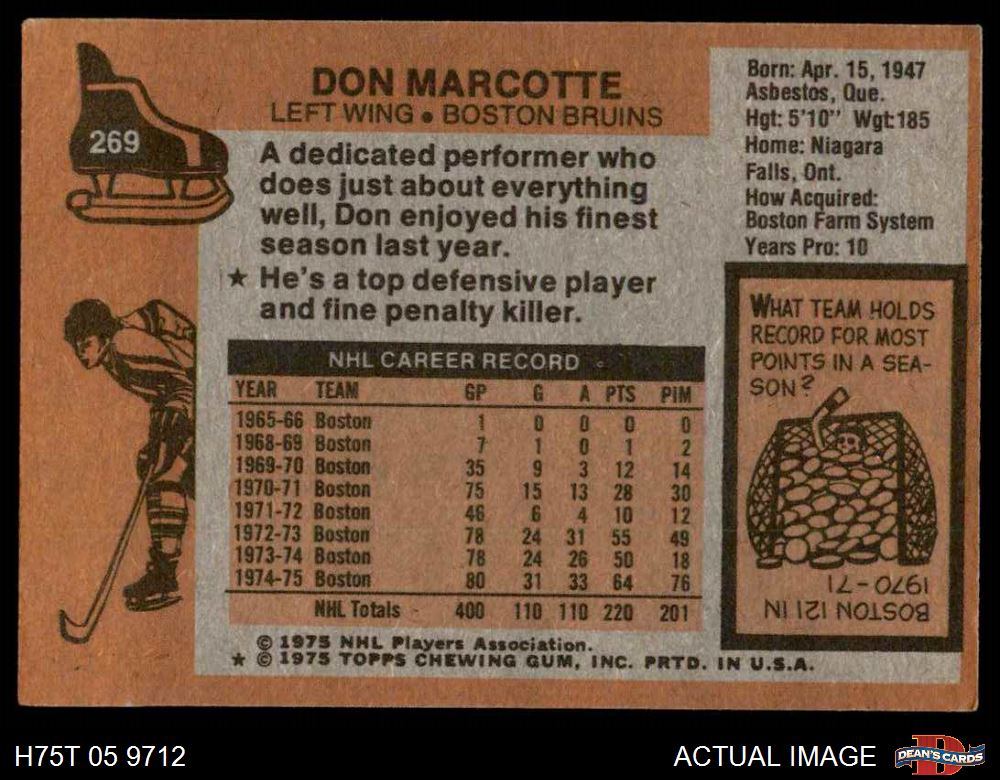 269
DON MARCOTTE
LEFT WING • BOSTON BRUINS
A dedicated performer who
does just about everything
well, Don enjoyed his finest
season last year.
★ He's a top defensive player
and fine penalty killer.
Born: Apr. 15, 1947
Asbestos, Que.
Hgt: 5'10" Wgt:185
Home: Niagara
Falls, Ont.
How Acquired:
Boston Farm System
Years Pro: 10
NHL CAREER RECORD
YEAR TEAM GP G A PTS PIM
1965-66 Boston 1 0 0 0 0
1968-69 Boston 7 1 0 1 2
1969-70 Boston 35 9 3 12 14
1970-71 Boston 75 15 13 28 30
1971-72 Boston 46 6 4 10 12
1972-73 Boston 78 24 31 55 49
1973-74 Boston 78 24 26 50 18
1974-75 Boston 80 31 33 64 76
NHL Totals - 400 110 110 220 201
WHAT TEAM HOLDS
RECORD FOR MOST
POINTS IN A SEA-
SON?
BOSTON 121 IN
1970-71
© 1975 NHL Players Association.
★ © 1975 TOPPS CHEWING GUM, INC. PRTD. IN U.S.A.
H75T 05 9712
ACTUAL IMAGE
DEAN'S CARDS